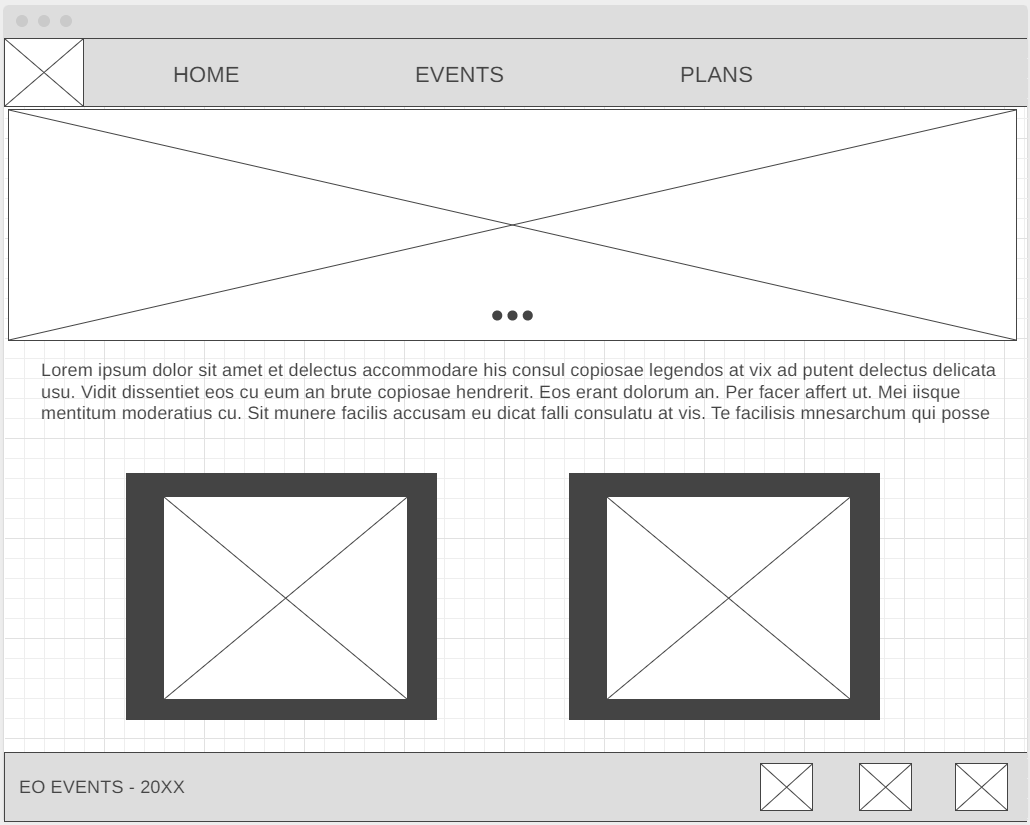 HOME
EVENTS
PLANS
Lorem ipsum dolor sit amet et delectus accommodare his consul copiosae legendos at vix ad putent delectus delicata
usu. Vidit dissentiet eos cu eum an brute copiosae hendrerit. Eos erant dolorum an. Per facer affert ut. Mei iisque
mentitum moderatius cu. Sit munere facilis accusam eu dicat falli consulatu at vis. Te facilisis mnesarchum qui posse
EO EVENTS - 20XX